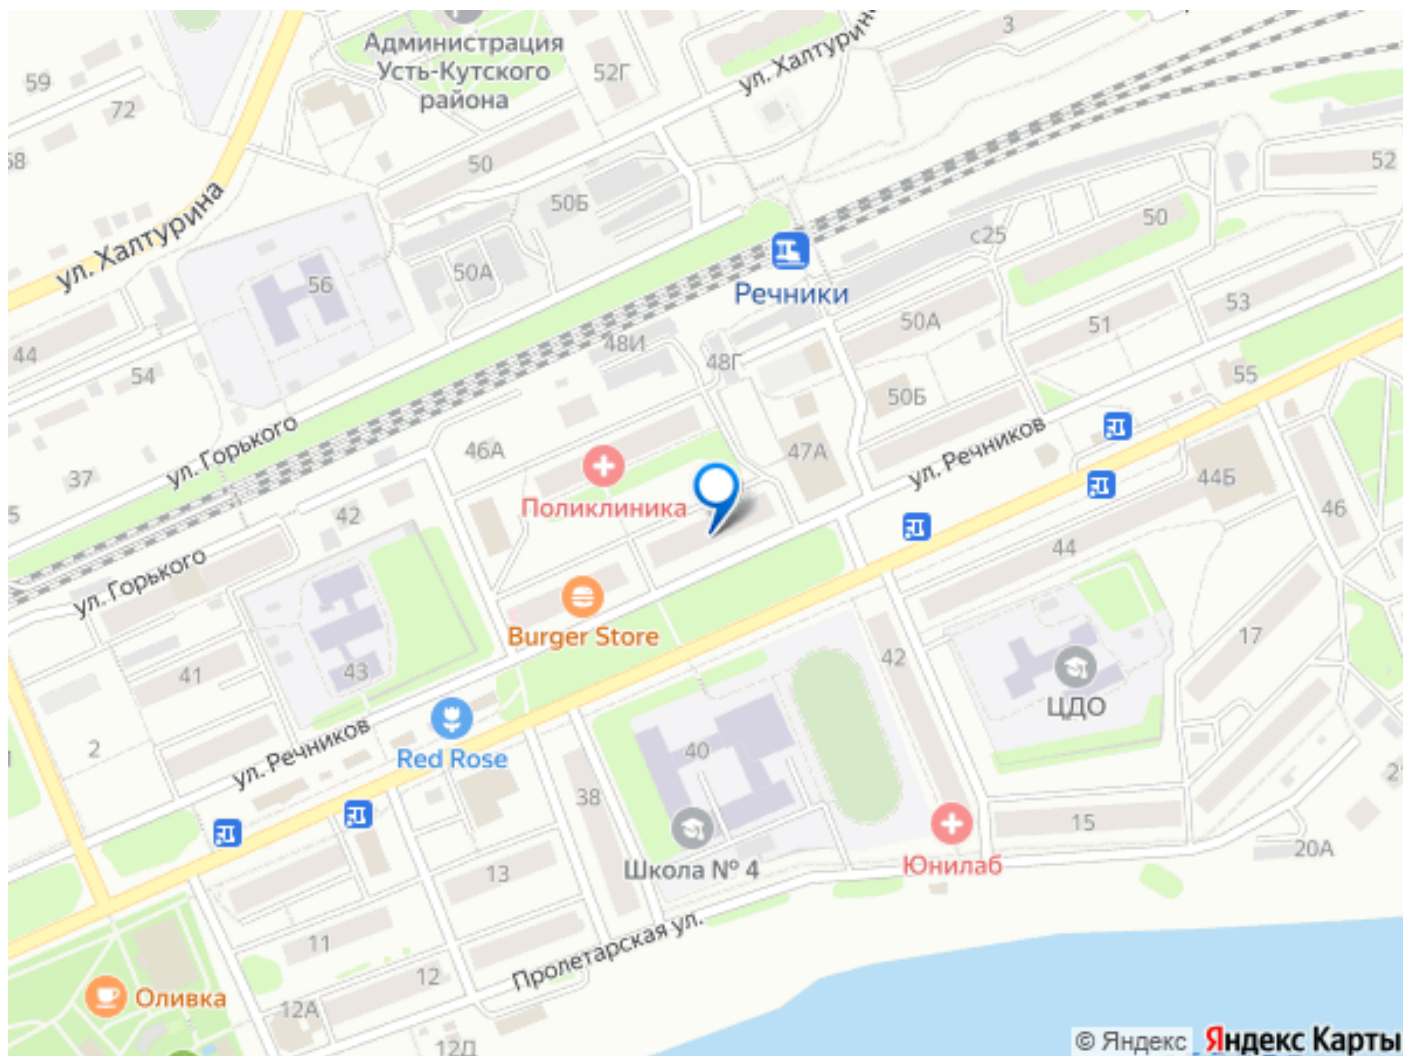 3
ул. Халтурина
Администрация
Усть-Кутского
района
52Г
59
72
50
52
50Б
50
ул. Халтурина
с25
50А
56
Речники
53
50А
51
44
48И
48Г
54
55
50Б
ул. Горького
46А
47А
ул. Речников
37
44Б
Поликлиника
42
46
44
ул. Горького
Burger Store
17
42
43
41
ЦДО
2
ул. Речников
Red Rose
40
38
15
20А
Школа № 4
Юнилаб
13
11
Пролетарская ул.
12
Оливка
12А
12Д
© Яндекс Яндекс Карты